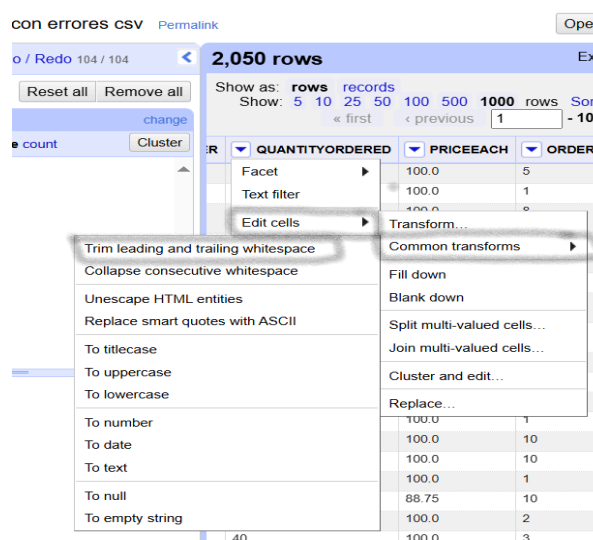 con errores csv Permalink Ope
o / Redo 104 / 104 2,050 rows Ex
Reset all Remove all Show as: rows records
Show: 5 10 25 50 100 500 1000 rows Sor
change « first ‹ previous 1 - 10
e count Cluster
ER QUANTITYORDERED PRICEEACH ORDER
Facet 100.0 5
Text filter 100.0 1
Edit cells 100.0 8
Transform...
Trim leading and trailing whitespace Common transforms
Collapse consecutive whitespace Fill down
Unescape HTML entities Blank down
Replace smart quotes with ASCII Split multi-valued cells...
To titlecase Join multi-valued cells...
To uppercase Cluster and edit...
To lowercase Replace...
To number 100.0 1
To date 100.0 10
To text 100.0 10
100.0 1
To null 88.75 10
To empty string 100.0 2
40 100.0 3